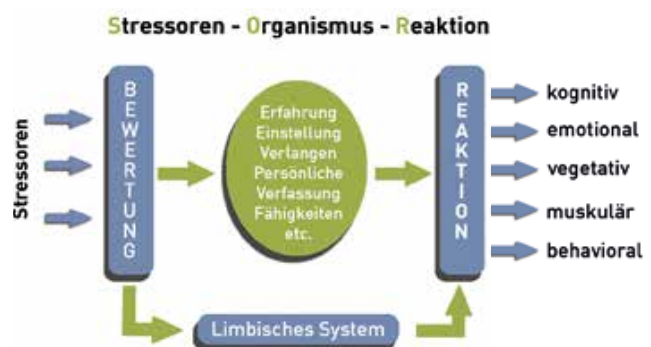 Stressoren - Organismus - Reaktion
Stressoren
BEWERTUNG
Erfahrung
Einstellung
Verlangen
Persönliche
Verfassung
Fähigkeiten
etc.
REAKTION
kognitiv
emotional
vegetativ
muskulär
behavioral
Limbisches System